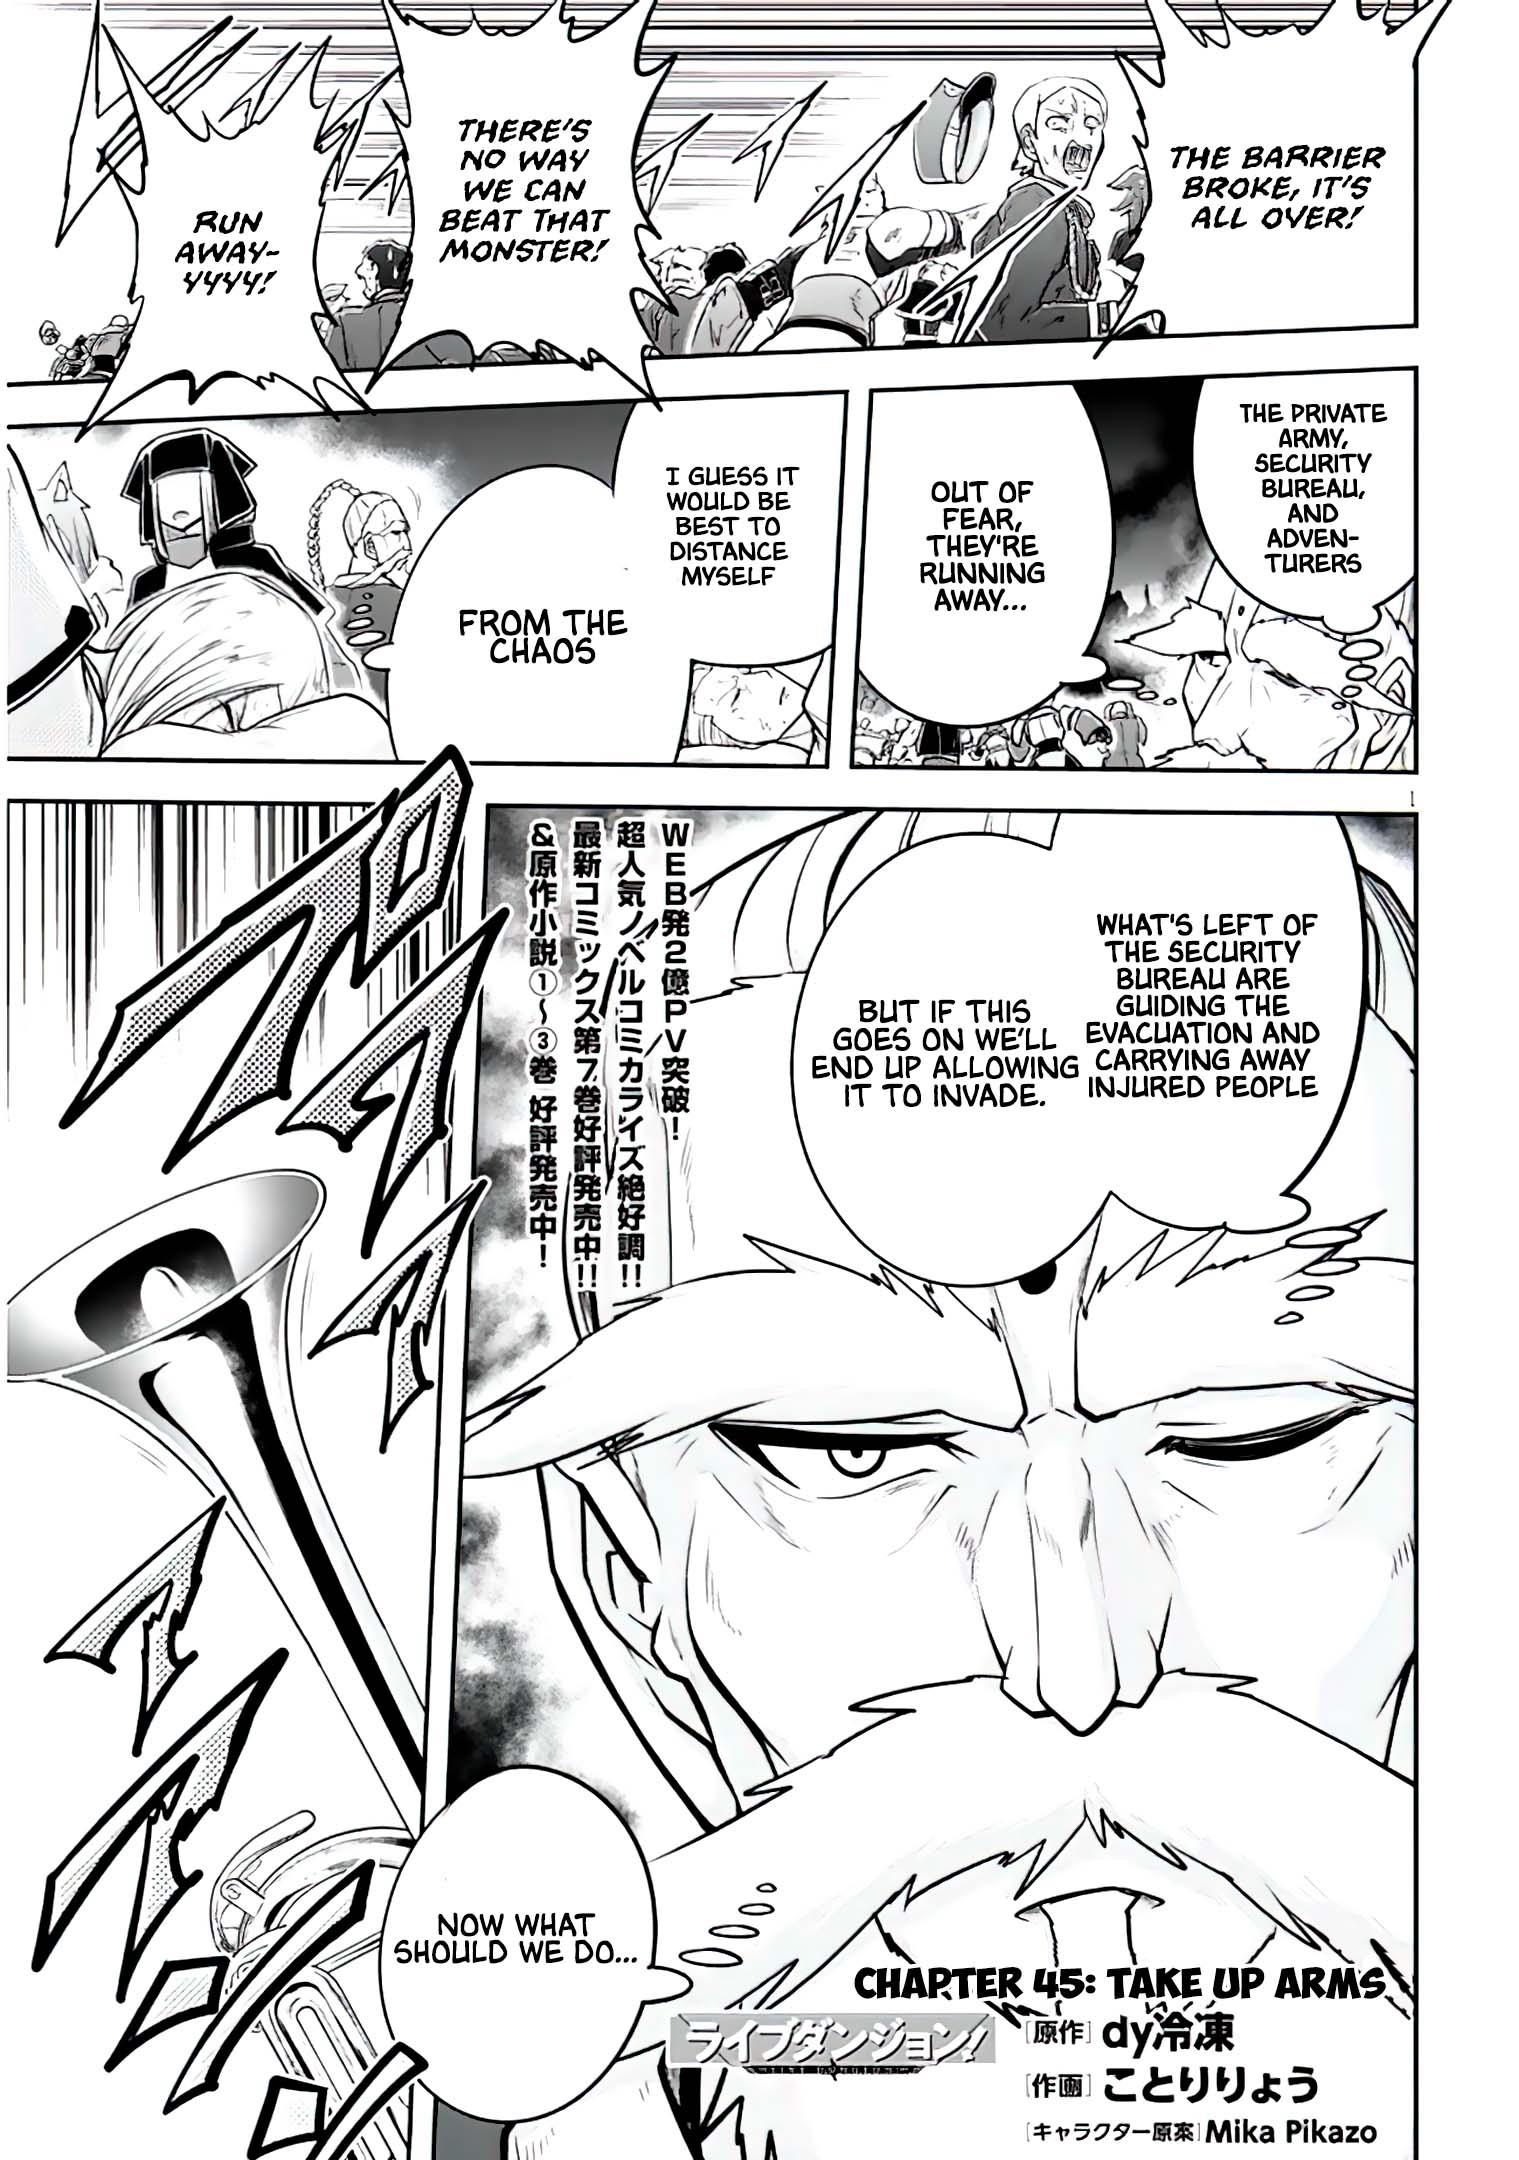 THE BARRIER
BROKE, IT'S
ALL OVER!
THERE'S
NO WAY
WE CAN
BEAT THAT
MONSTER!
RUN
AWAY-
YYYY!
THE PRIVATE
ARMY,
SECURITY
BUREAU,
AND
ADVEN-
TURERS
OUT OF
FEAR,
THEY'RE
RUNNING
AWAY...
I GUESS IT
WOULD BE
BEST TO
DISTANCE
MYSELF
FROM THE
CHAOS
1
WHAT'S LEFT OF
THE SECURITY
BUREAU ARE
GUIDING THE
EVACUATION AND
CARRYING AWAY
INJURED PEOPLE
BUT IF THIS
GOES ON WE'LL
END UP ALLOWING
IT TO INVADE.
WEB発2億PV突破!
超人気ノベルコミカライズ絶好調!!
最新コミックス第7巻好評発売中!!
&原作小説①~③巻 好評発売中!
プァ
プァ
NOW WHAT
SHOULD WE DO...
CHAPTER 45: TAKE UP ARMS
ライブダンジョン!
[原作] dy冷凍
[作画] ことりりょう
[キャラクター原案] Mika Pikazo